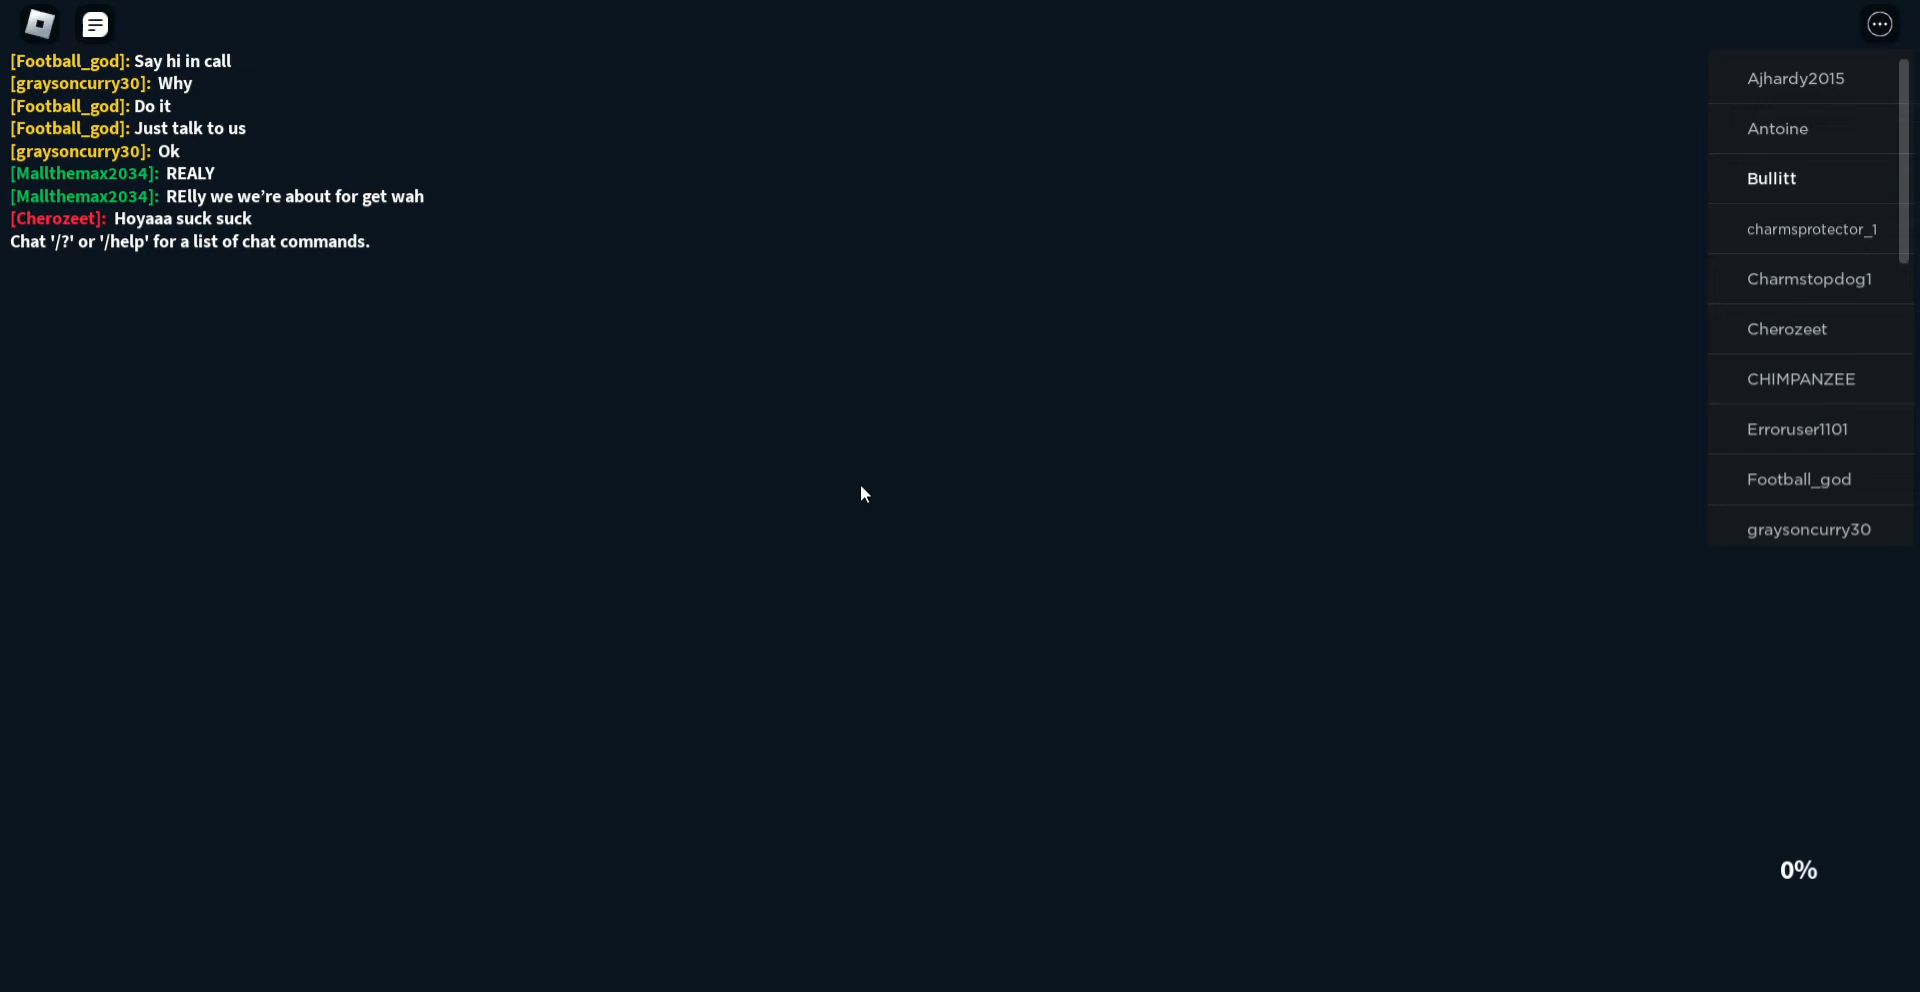 [Football_god]: Say hi in call
[graysoncurry30]: Why
[Football_god]: Do it
[Football_god]: Just talk to us
[graysoncurry30]: Ok
[Mallthemax2034]: REALY
[Mallthemax2034]: RElly we we’re about for get wah
[Cherozeet]: Hoyaaa suck suck
Chat '/?' or '/help' for a list of chat commands.
Ajhardy2015
Antoine
Bullitt
charmsprotector_1
Charmstopdog1
Cherozeet
CHIMPANZEE
Erroruser1101
Football_god
graysoncurry30
0%